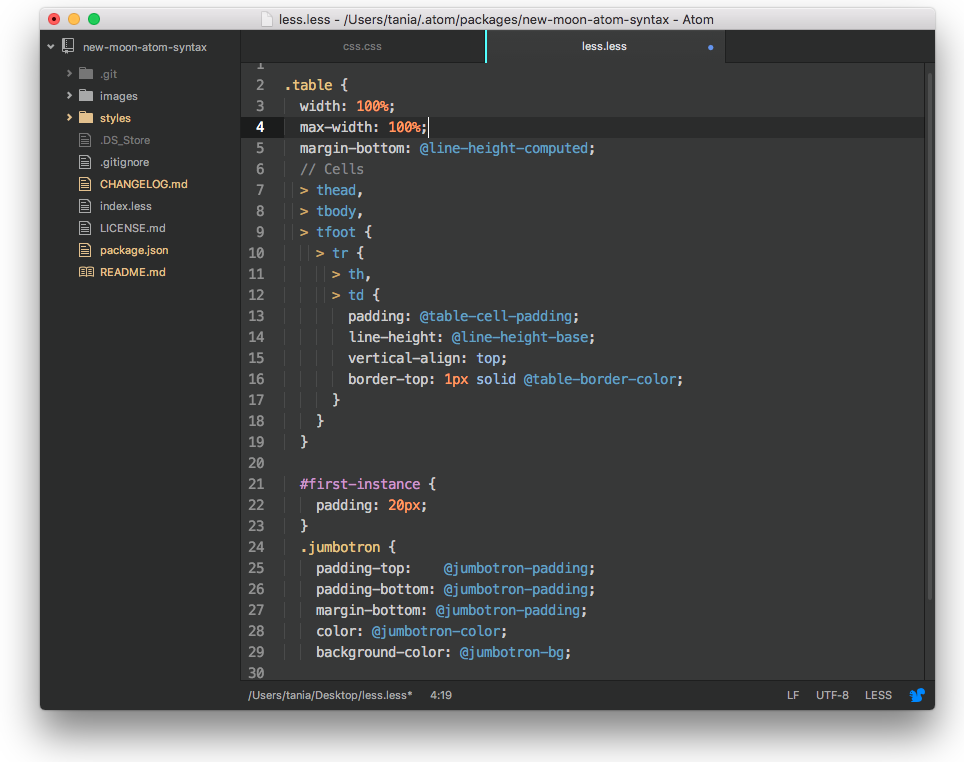 less.less - /Users/tania/.atom/packages/new-moon-atom-syntax - Atom
new-moon-atom-syntax
.git
images
styles
.DS_Store
.gitignore
CHANGELOG.md
index.less
LICENSE.md
package.json
README.md
css.css
less.less
1
2 .table {
3 width: 100%;
4 max-width: 100%;
5 margin-bottom: @line-height-computed;
6 // Cells
7 > thead,
8 > tbody,
9 > tfoot {
10 > tr {
11 > th,
12 > td {
13 padding: @table-cell-padding;
14 line-height: @line-height-base;
15 vertical-align: top;
16 border-top: 1px solid @table-border-color;
17 }
18 }
19 }
20
21 #first-instance {
22 padding: 20px;
23 }
24 .jumbotron {
25 padding-top:    @jumbotron-padding;
26 padding-bottom: @jumbotron-padding;
27 margin-bottom: @jumbotron-padding;
28 color: @jumbotron-color;
29 background-color: @jumbotron-bg;
30
/Users/tania/Desktop/less.less* 4:19 LF UTF-8 LESS